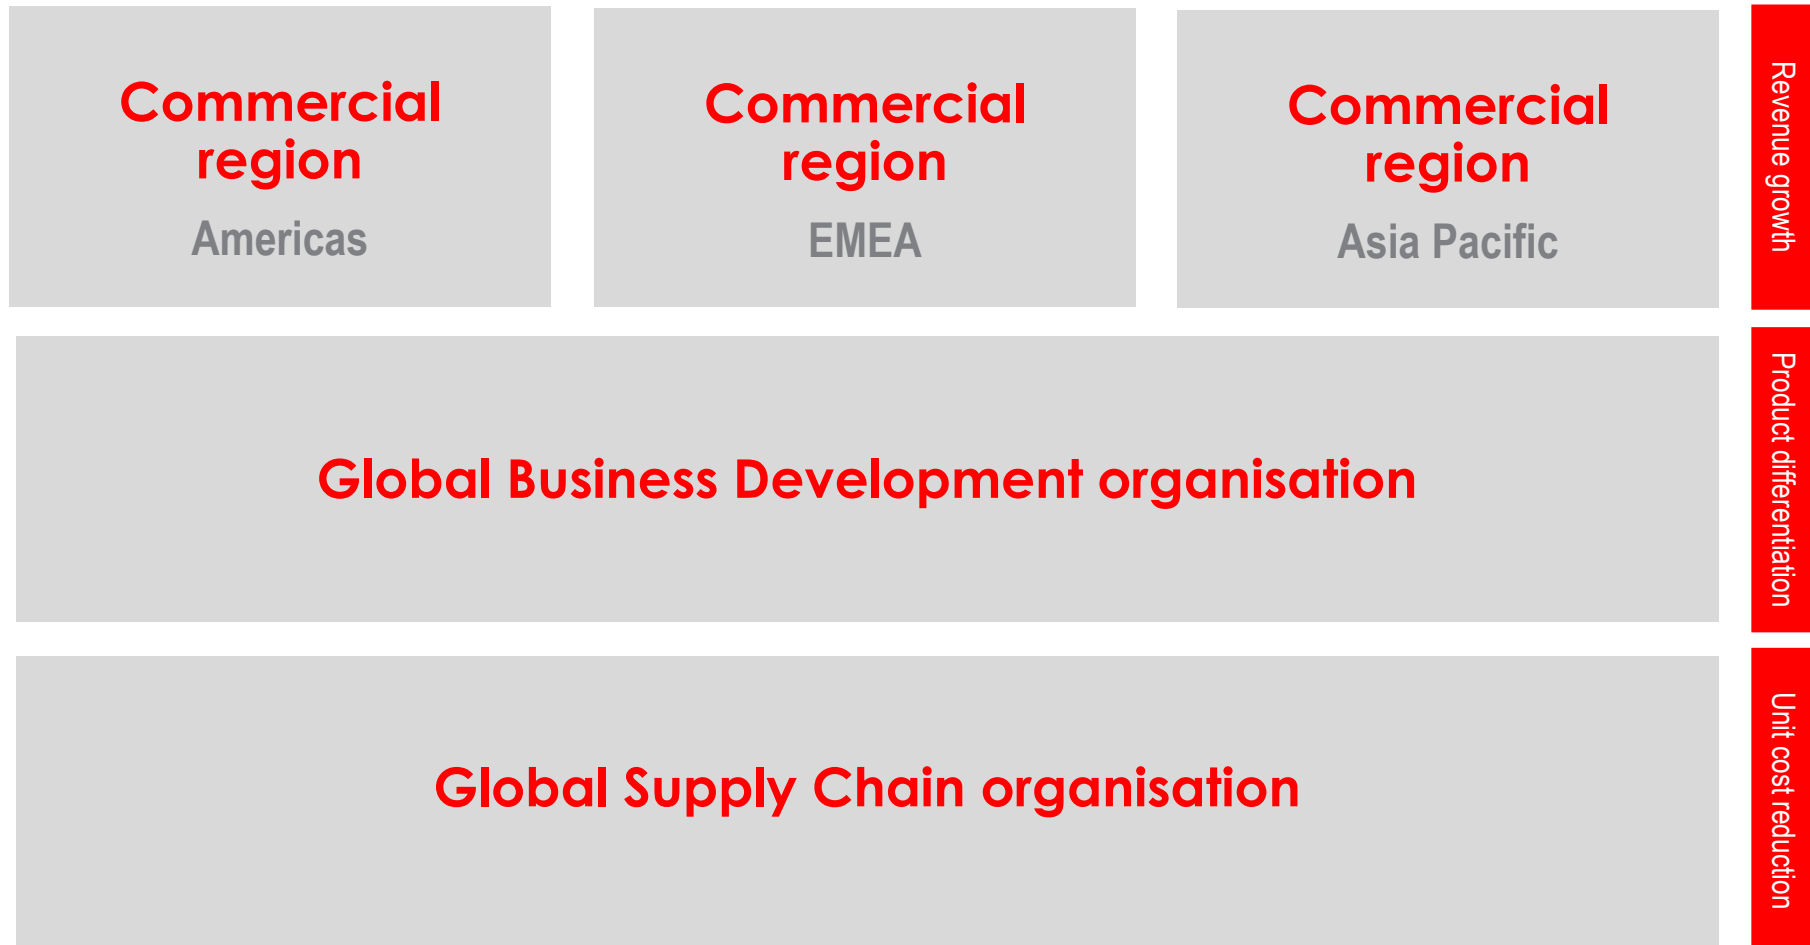 Commercial
region
Americas
Commercial
region
EMEA
Commercial
region
Asia Pacific
Revenue growth
Global Business Development organisation
Product differentiation
Global Supply Chain organisation
Unit cost reduction